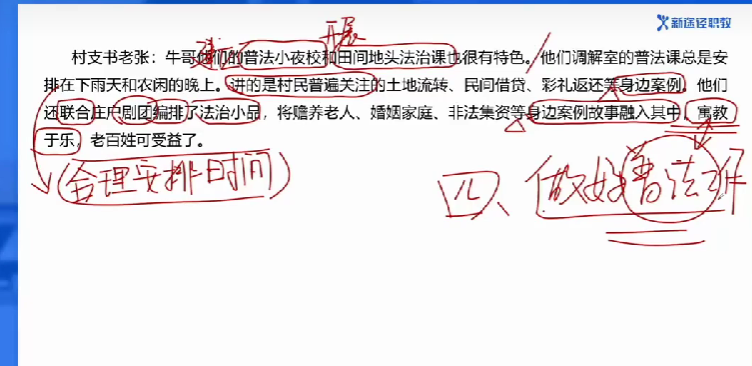 新途径职教
开展
建立
村支书老张：牛哥他们的普法小夜校和田间地头法治课也很有特色。他们调解室的普法课总是安
排在下雨天和农闲的晚上。讲的是村民普遍关注的土地流转、民间借贷、彩礼返还等身边案例。他们
还联合庄户剧团编排了法治小品，将赡养老人、婚姻家庭、非法集资等身边案例故事融入其中，寓教
于乐，老百姓可受益了。
(合理安排时间)
四、做好普法工作